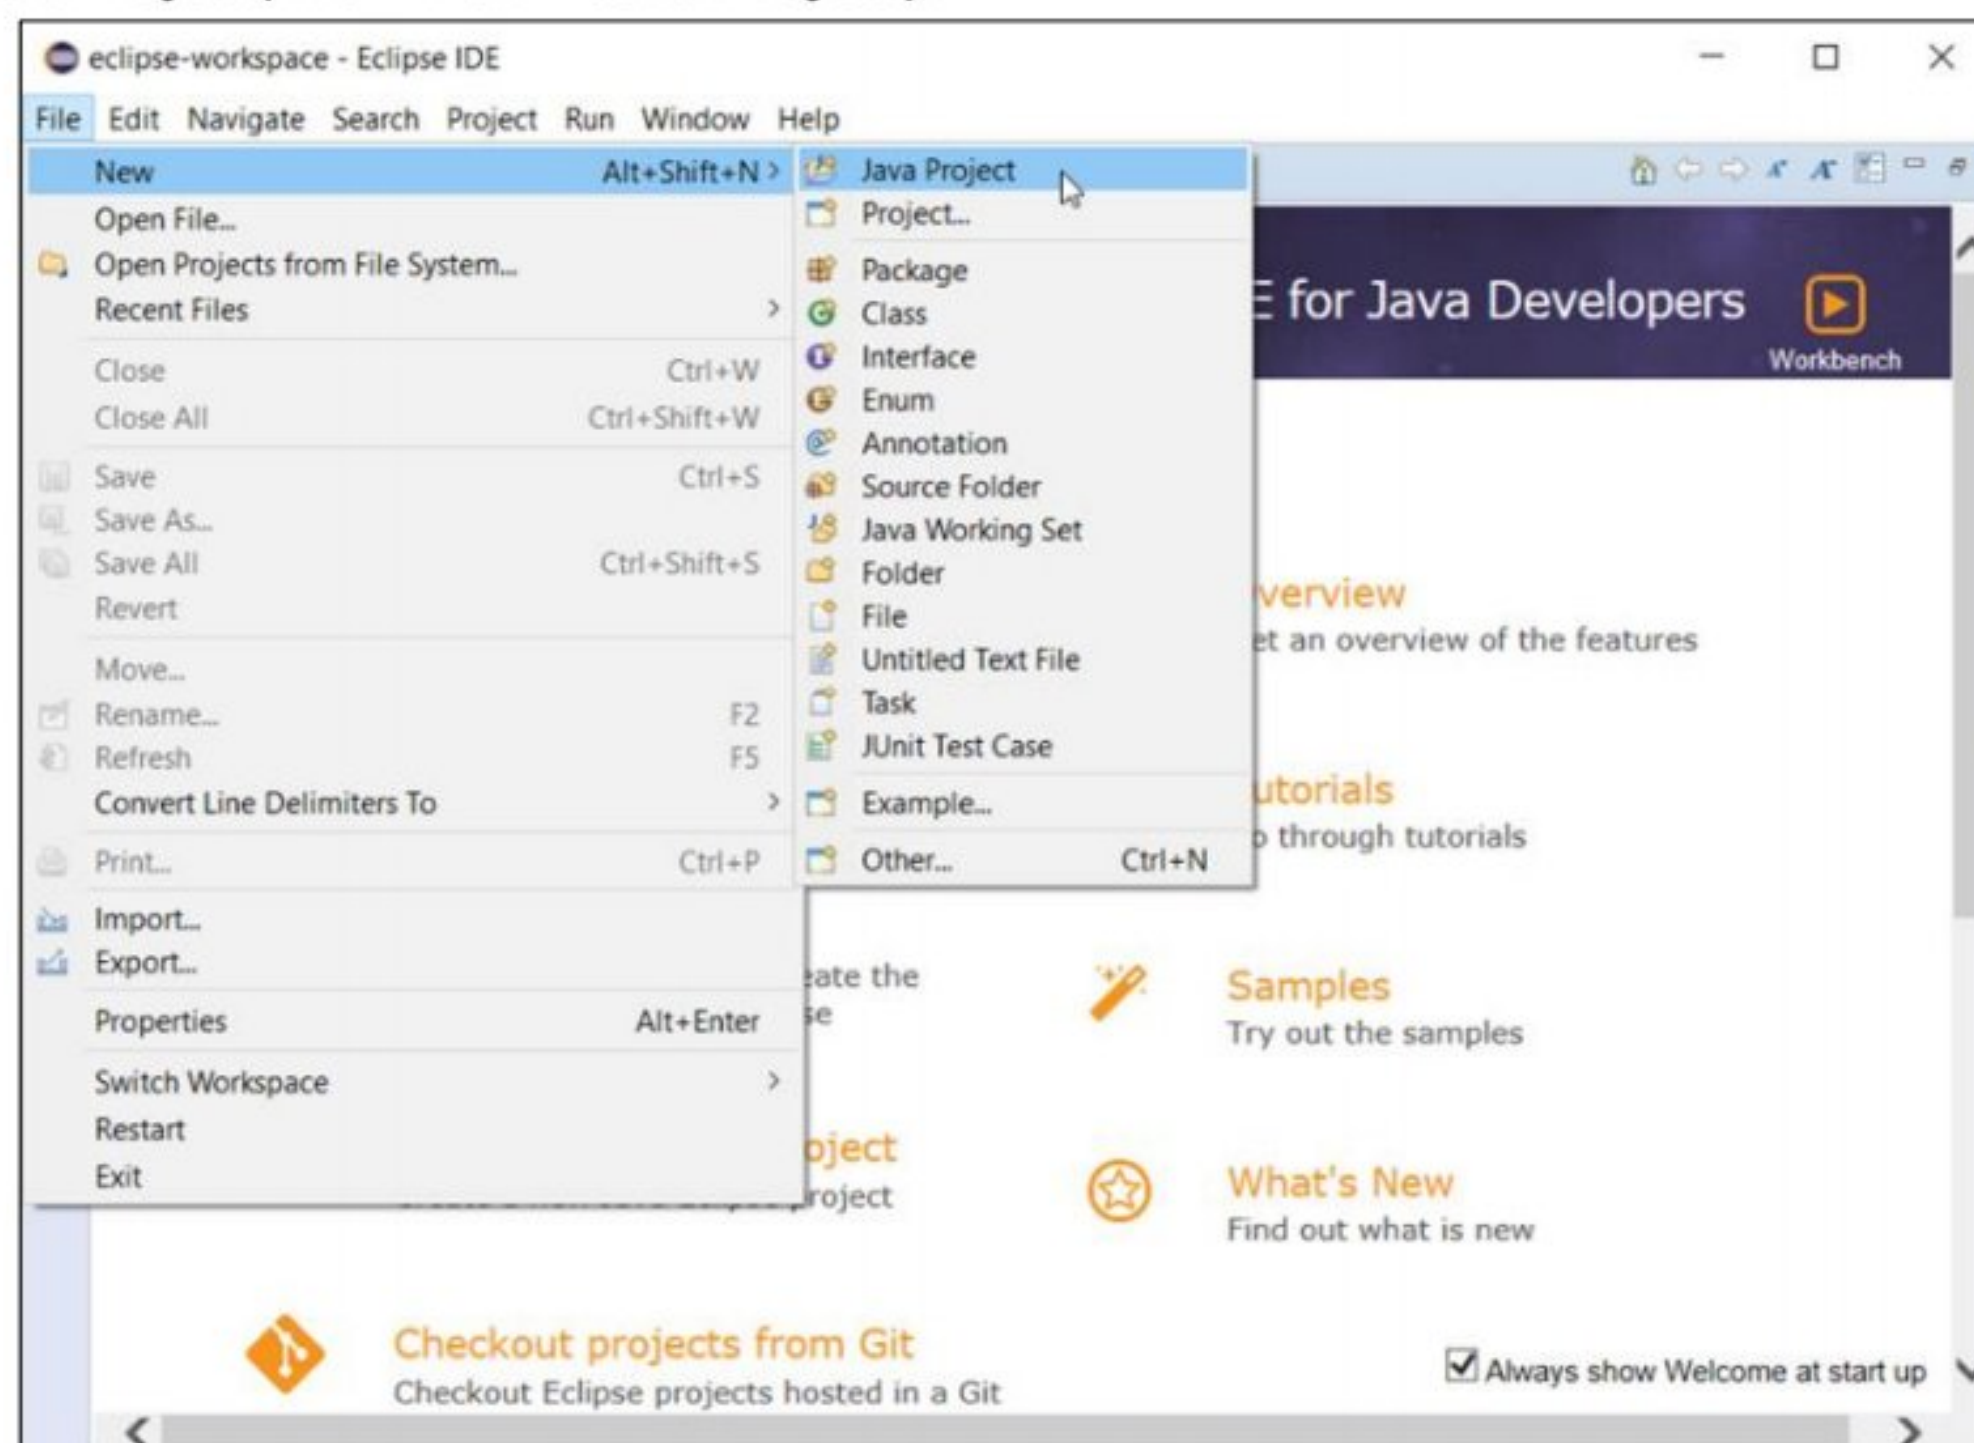 eclipse-workspace - Eclipse IDE
File Edit Navigate Search Project Run Window Help
New Alt+Shift+N >
Open File...
Open Projects from File System...
Recent Files >
Close Ctrl+W
Close All Ctrl+Shift+W
Save Ctrl+S
Save As...
Save All Ctrl+Shift+S
Revert
Move...
Rename... F2
Refresh F5
Convert Line Delimiters To >
Print... Ctrl+P
Import...
Export...
Properties Alt+Enter
Switch Workspace >
Restart
Exit
Java Project
Project...
Package
Class
Interface
Enum
Annotation
Source Folder
Java Working Set
Folder
File
Untitled Text File
Task
JUnit Test Case
Example...
Other... Ctrl+N
E for Java Developers
Workbench
verview
et an overview of the features
utorials
o through tutorials
eate the
se
Samples
Try out the samples
oject
project
What's New
Find out what is new
Checkout projects from Git
Checkout Eclipse projects hosted in a Git
Always show Welcome at start up